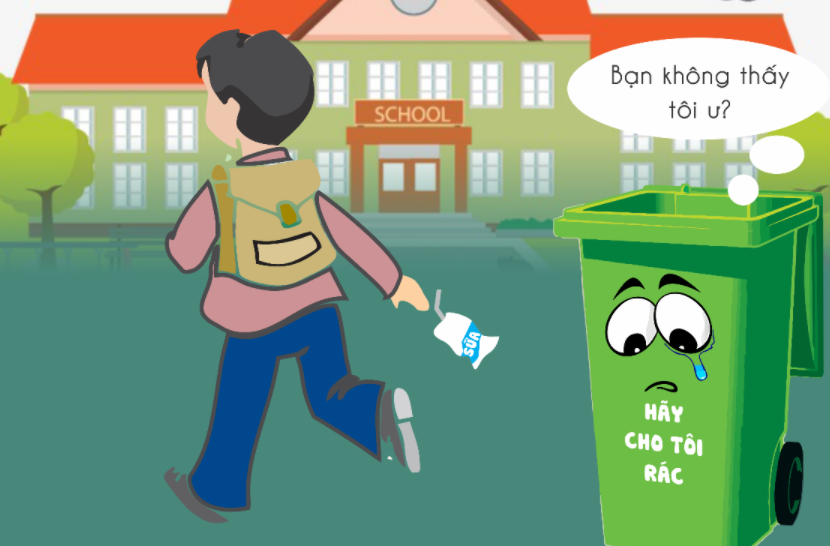 Bạn không thấy
tôi ư?
SCHOOL
SỮA
HÃY
CHO TÔI
RÁC